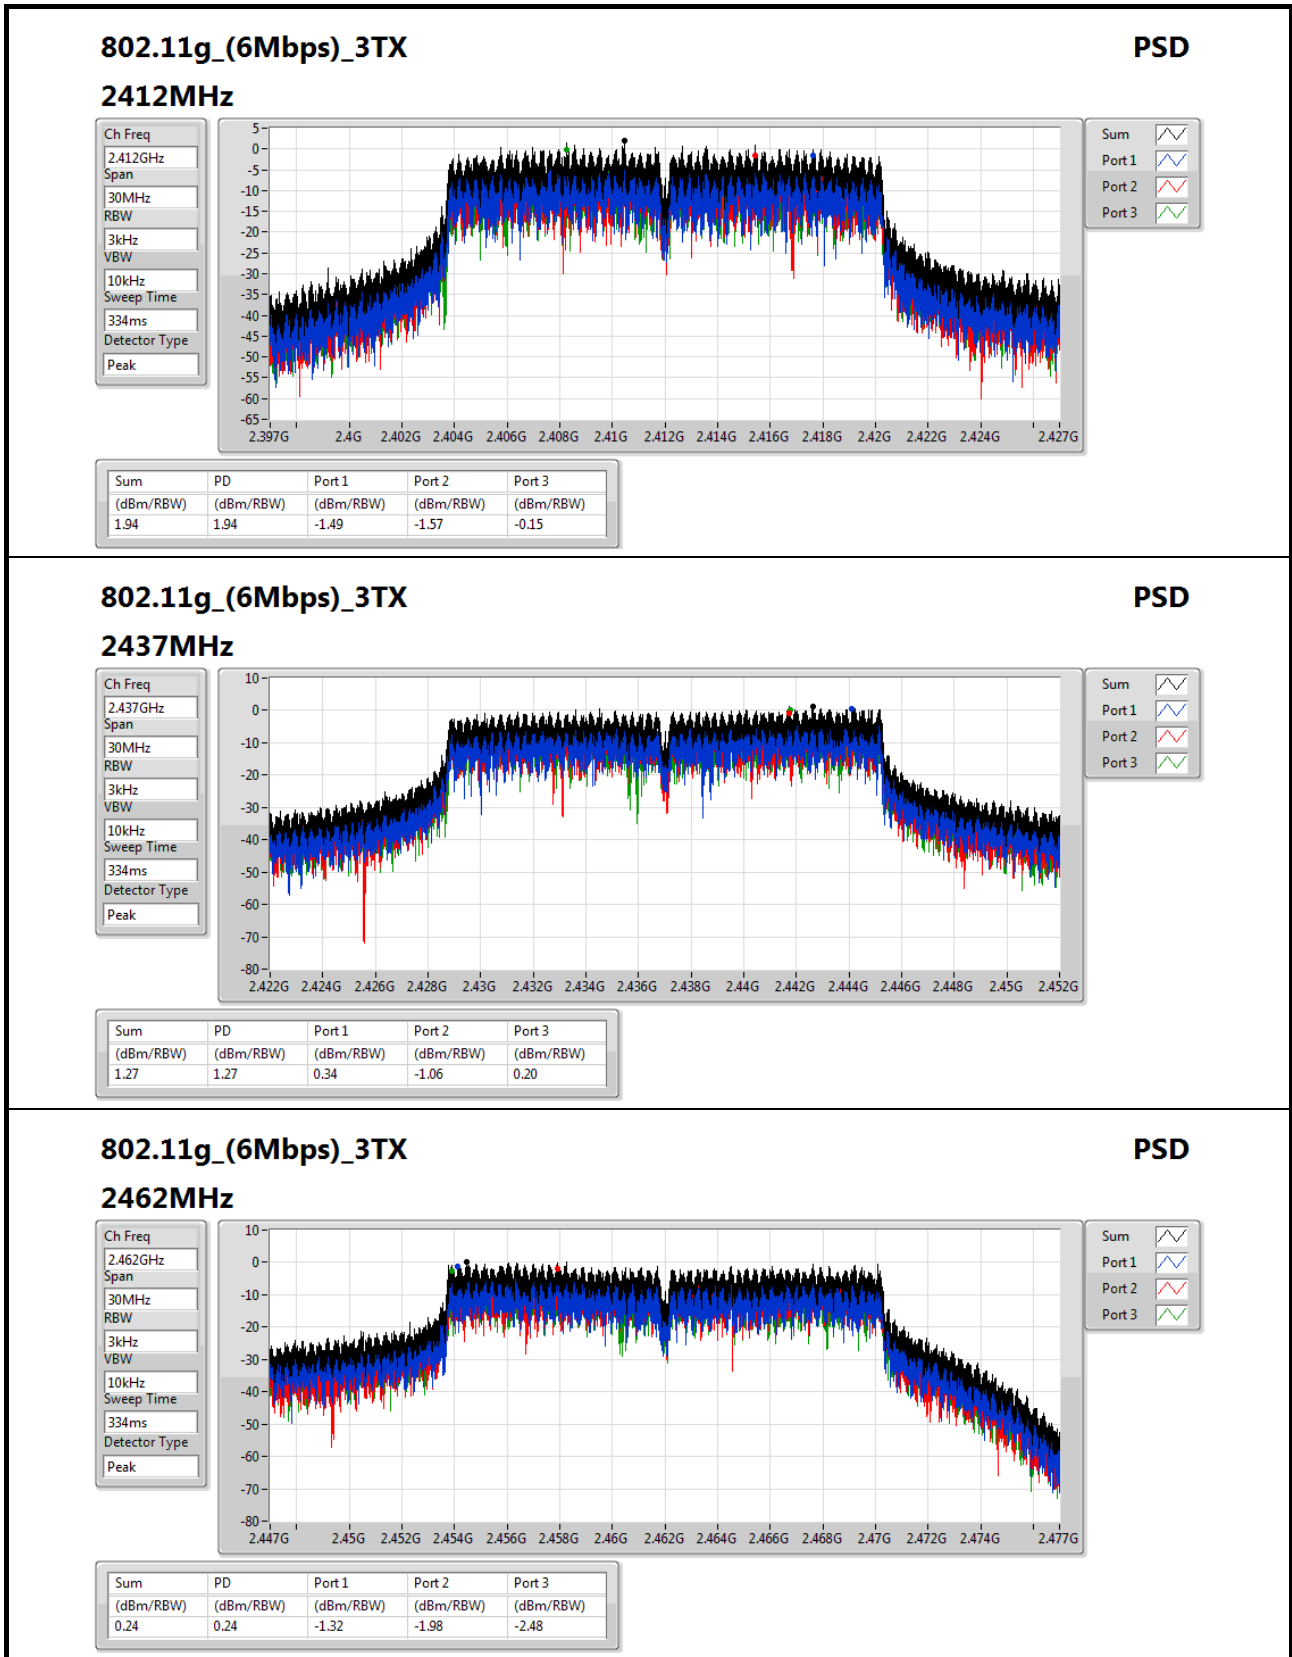 802.11g_(6Mbps)_3TX PSD
2412MHz
Ch Freq
2.412GHz
Span
30MHz
RBW
3kHz
VBW
10kHz
Sweep Time
334ms
Detector Type
Peak
5
0
-5
-10
-15
-20
-25
-30
-35
-40
-45
-50
-55
-60
-65
2.397G 2.4G 2.402G 2.404G 2.406G 2.408G 2.41G 2.412G 2.414G 2.416G 2.418G 2.42G 2.422G 2.424G 2.427G
Sum
Port 1
Port 2
Port 3
Sum PD Port 1 Port 2 Port 3
(dBm/RBW) (dBm/RBW) (dBm/RBW) (dBm/RBW) (dBm/RBW)
1.94 1.94 -1.49 -1.57 -0.15
802.11g_(6Mbps)_3TX PSD
2437MHz
Ch Freq
2.437GHz
Span
30MHz
RBW
3kHz
VBW
10kHz
Sweep Time
334ms
Detector Type
Peak
10
0
-10
-20
-30
-40
-50
-60
-70
-80
2.422G 2.424G 2.426G 2.428G 2.43G 2.432G 2.434G 2.436G 2.438G 2.44G 2.442G 2.444G 2.446G 2.448G 2.45G 2.452G
Sum
Port 1
Port 2
Port 3
Sum PD Port 1 Port 2 Port 3
(dBm/RBW) (dBm/RBW) (dBm/RBW) (dBm/RBW) (dBm/RBW)
1.27 1.27 0.34 -1.06 0.20
802.11g_(6Mbps)_3TX PSD
2462MHz
Ch Freq
2.462GHz
Span
30MHz
RBW
3kHz
VBW
10kHz
Sweep Time
334ms
Detector Type
Peak
10
0
-10
-20
-30
-40
-50
-60
-70
-80
2.447G 2.45G 2.452G 2.454G 2.456G 2.458G 2.46G 2.462G 2.464G 2.466G 2.468G 2.47G 2.472G 2.474G 2.477G
Sum
Port 1
Port 2
Port 3
Sum PD Port 1 Port 2 Port 3
(dBm/RBW) (dBm/RBW) (dBm/RBW) (dBm/RBW) (dBm/RBW)
0.24 0.24 -1.32 -1.98 -2.48